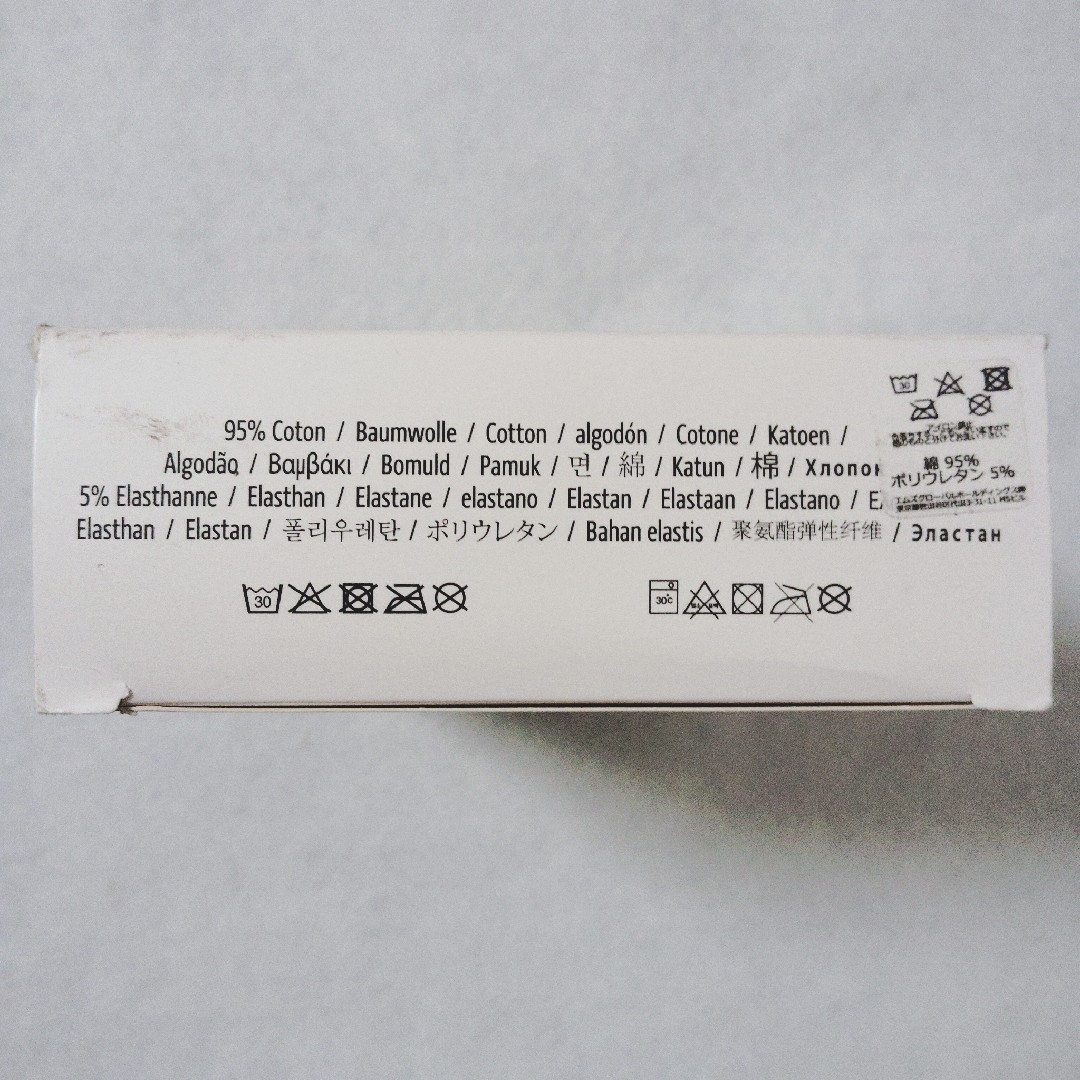 95% Coton / Baumwolle / Cotton / algodón / Cotone / Katoen /
Algodão / Βαμβάκι / Bomuld / Pamuk / 면 / 綿 / Katun / 棉 / Хлопок
5% Elasthanne / Elasthan / Elastane / elastano / Elastan / Elastaan / Elastano /
Elasthan / Elastan / 폴리우레탄 / ポリウレタン / Bahan elastis / 聚氨酯弹性纤维 / Эластан
30
30°C
30
綿 95%
ポリウレタン 5%